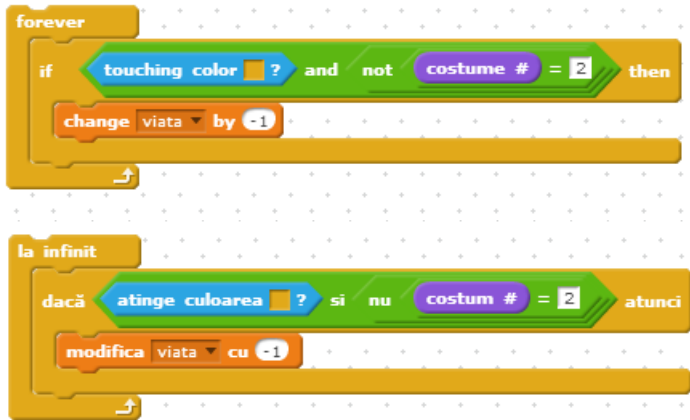 forever
if touching color ? and not costume # = 2 then
change viata by -1
la infinit
dacă atinge culoarea ? si nu costum # = 2 atunci
modifica viata cu -1